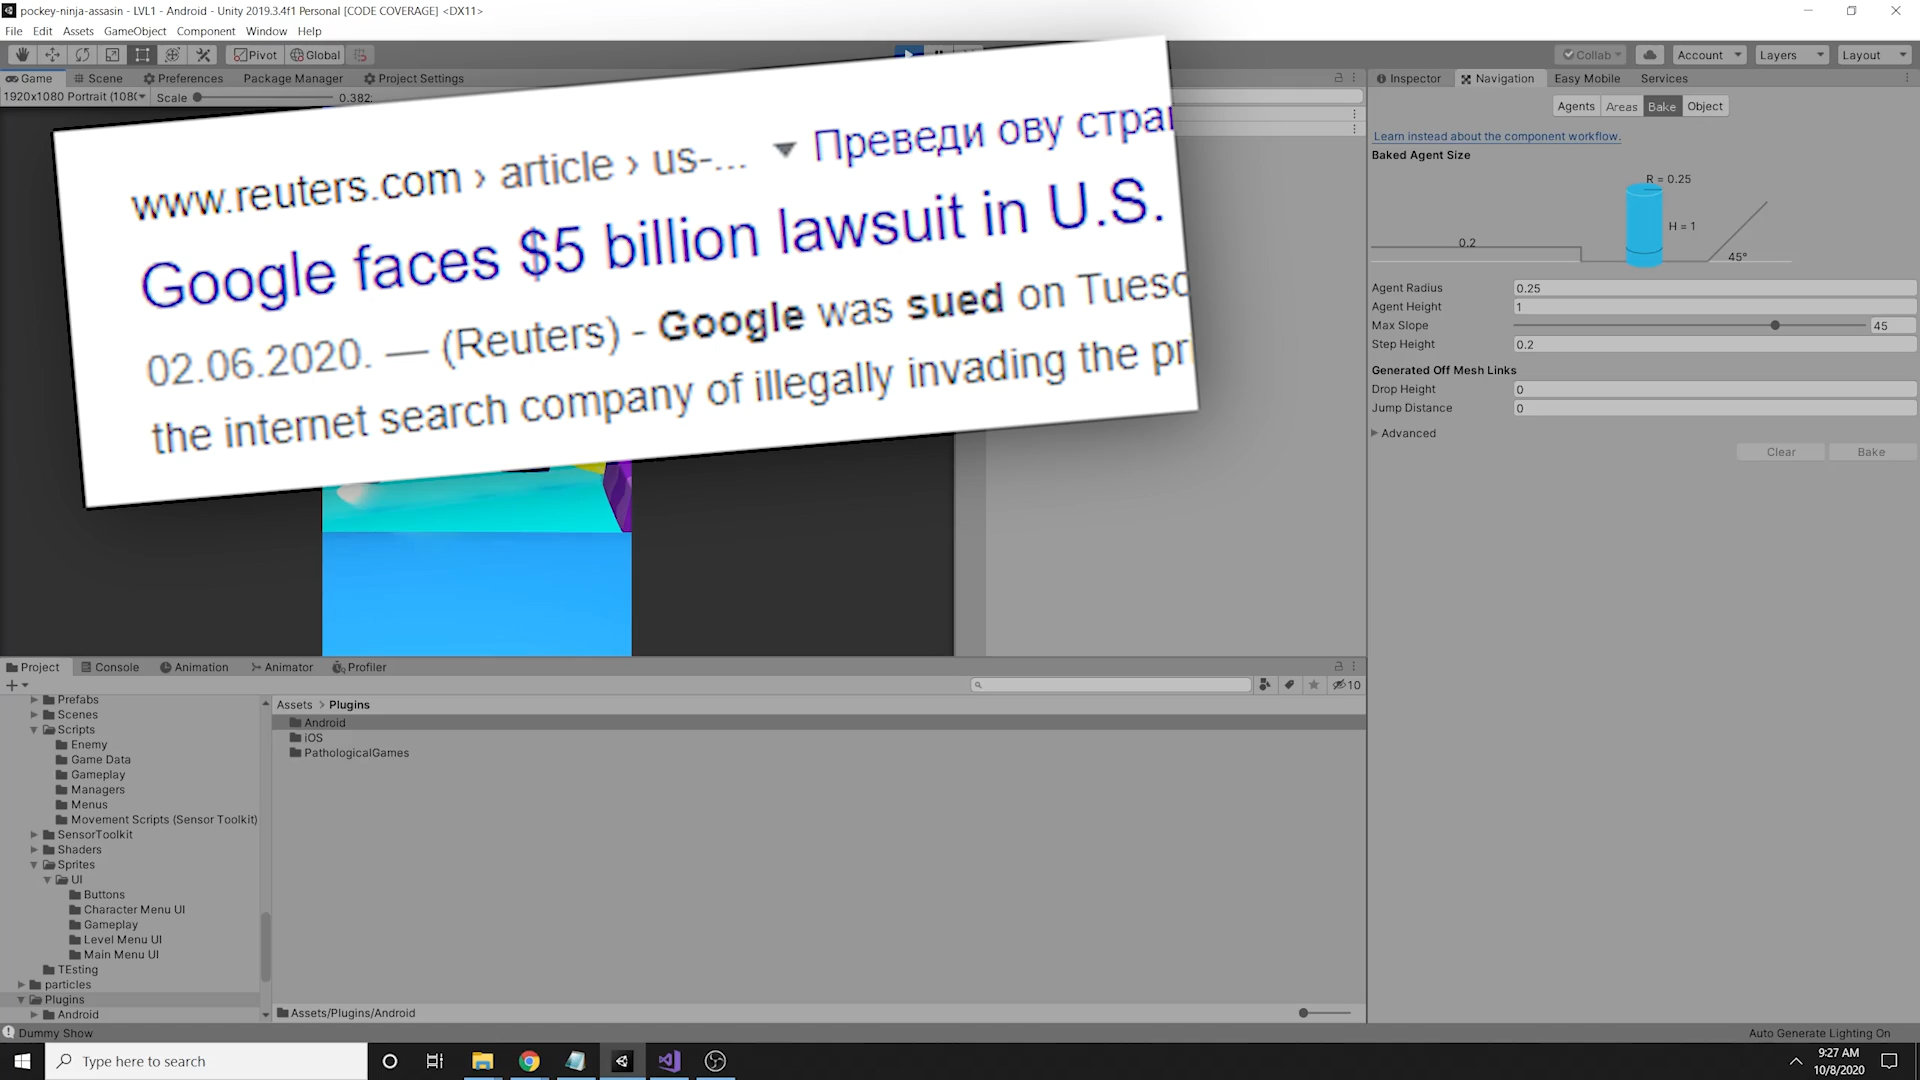 pockey-ninja-assasin - LVL1 - Android - Unity 2019.3.4f1 Personal [CODE COVERAGE] <DX11>
File Edit Assets GameObject Component Window Help
Pivot Global Collab Account Layers Layout
Game Scene Preferences Package Manager Project Settings
1920x1080 Portrait (108( Scale 0.382
www.reuters.com › article › us-... Преведи ову стра
Google faces $5 billion lawsuit in U.S.
02.06.2020. — (Reuters) - Google was sued on Tuesd
the internet search company of illegally invading the pri
Inspector Navigation Easy Mobile Services
Agents Areas Bake Object
Learn instead about the component workflow.
Baked Agent Size
R = 0.25
H = 1
0.2
45°
Agent Radius 0.25
Agent Height 1
Max Slope 45
Step Height 0.2
Generated Off Mesh Links
Drop Height 0
Jump Distance 0
Advanced
Clear Bake
Project Console Animation Animator Profiler
10
Prefabs
Scenes
Scripts
Enemy
Game Data
Gameplay
Managers
Menus
Movement Scripts (Sensor Toolkit)
SensorToolkit
Shaders
Sprites
UI
Buttons
Character Menu UI
Gameplay
Level Menu UI
Main Menu UI
TEsting
particles
Plugins
Android
Assets > Plugins
Android
iOS
PathologicalGames
Assets/Plugins/Android
Dummy Show
Auto Generate Lighting On
Type here to search
9:27 AM
10/8/2020